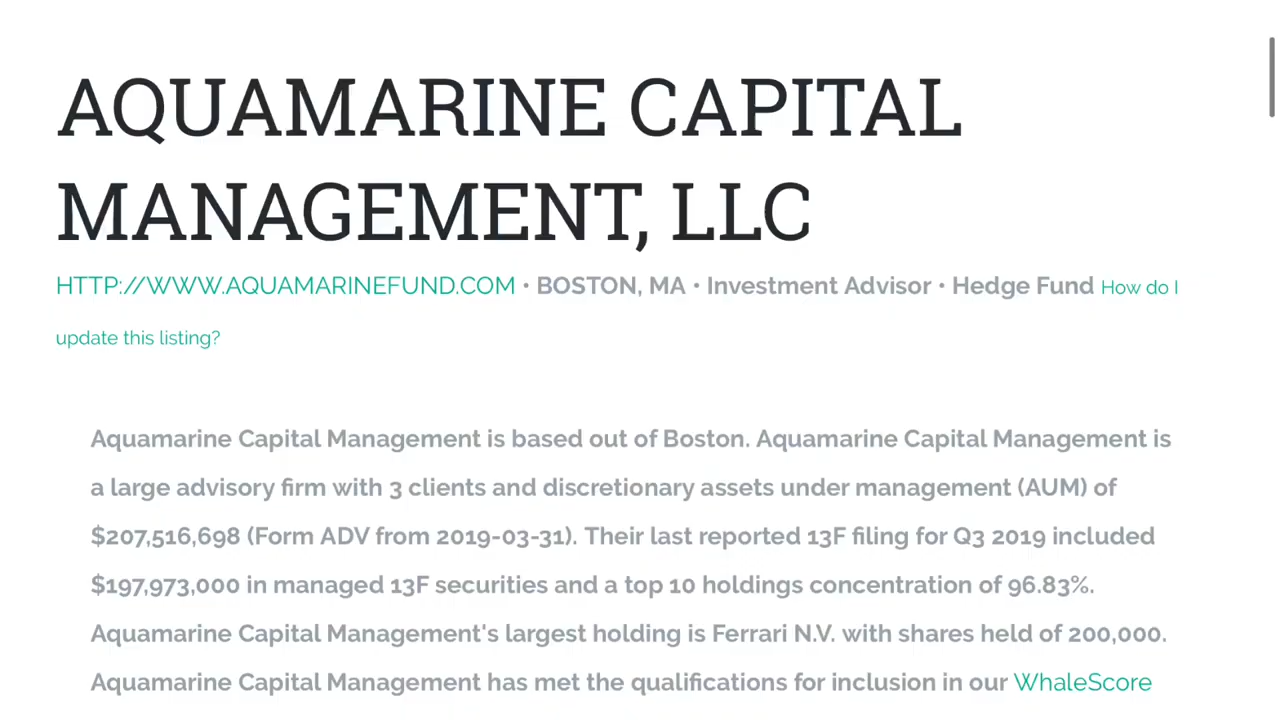 AQUAMARINE CAPITAL
MANAGEMENT, LLC
HTTP://WWW.AQUAMARINEFUND.COM • BOSTON, MA • Investment Advisor • Hedge Fund How do I
update this listing?
Aquamarine Capital Management is based out of Boston. Aquamarine Capital Management is
a large advisory firm with 3 clients and discretionary assets under management (AUM) of
$207,516,698 (Form ADV from 2019-03-31). Their last reported 13F filing for Q3 2019 included
$197,973,000 in managed 13F securities and a top 10 holdings concentration of 96.83%.
Aquamarine Capital Management's largest holding is Ferrari N.V. with shares held of 200,000.
Aquamarine Capital Management has met the qualifications for inclusion in our WhaleScore